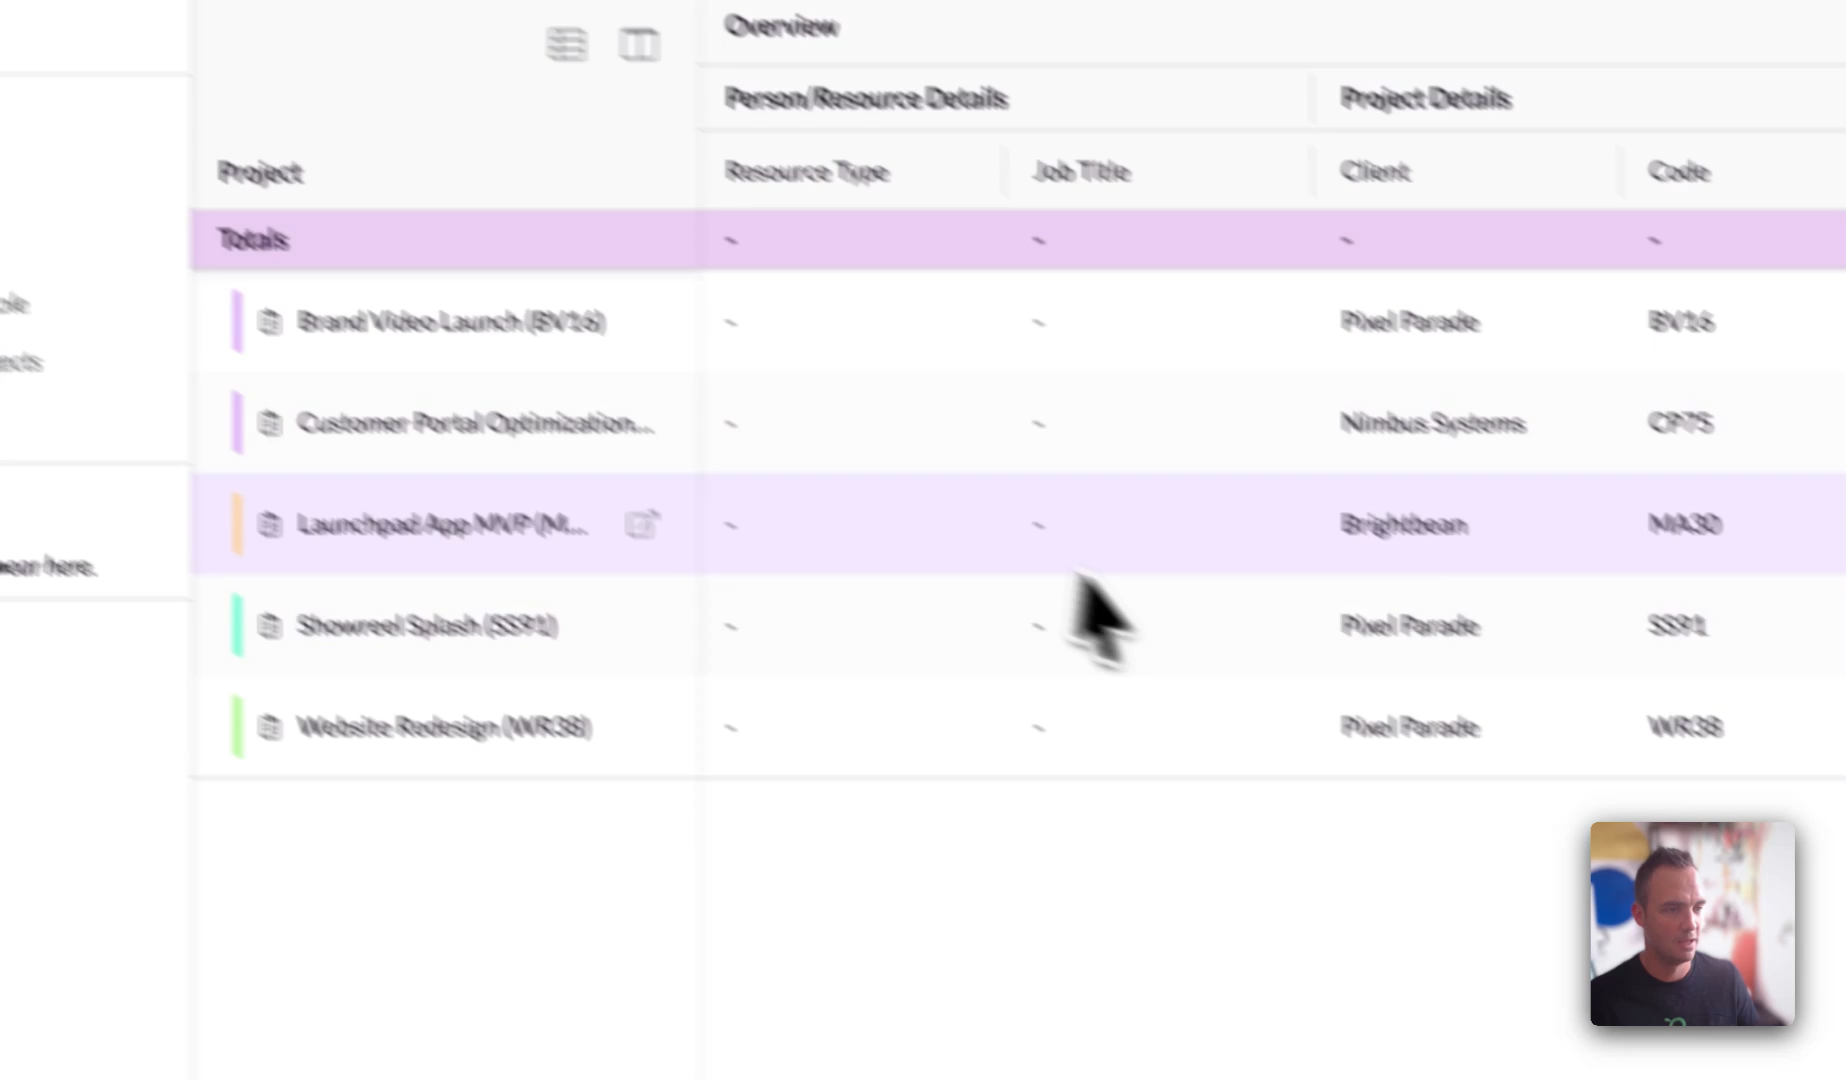 Overview
Person/Resource Details
Project Details
Project
Resource Type
Job Title
Client
Code
Totals
-
-
-
-
Brand Video Launch (BV16)
-
-
Pixel Parade
BV16
Customer Portal Optimization...
-
-
Nimbus Systems
CP75
Launchpad App MVP (M...
-
-
Brightbean
MA30
Showreel Splash (SS91)
-
-
Pixel Parade
SS91
Website Redesign (WR38)
-
-
Pixel Parade
WR38
ects
here.